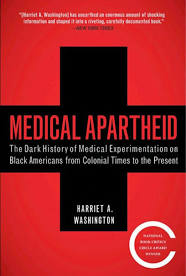 "[Harriet A. Washington] has unearthed an enormous amount of shocking
information and shaped it into a riveting, carefully documented book."
—NEW YORK TIMES
MEDICAL APARTHEID
The Dark History of Medical Experimentation on
Black Americans from Colonial Times to the Present
HARRIET A.
WASHINGTON
NATIONAL
BOOK CRITICS
CIRCLE AWARD
WINNER